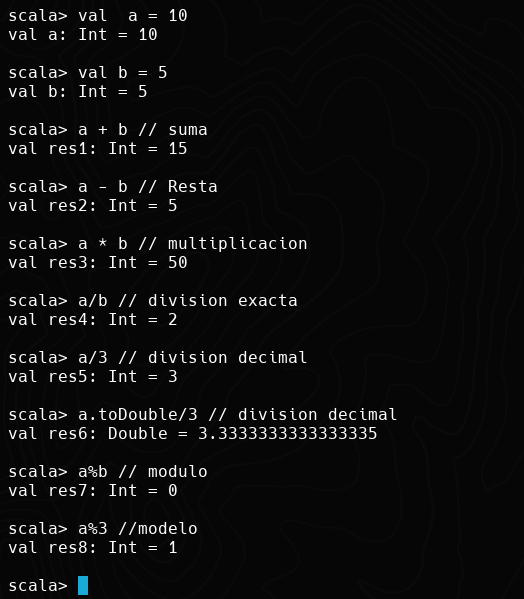 scala> val  a = 10
val a: Int = 10
scala> val b = 5
val b: Int = 5
scala> a + b // suma
val res1: Int = 15
scala> a - b // Resta
val res2: Int = 5
scala> a * b // multiplicacion
val res3: Int = 50
scala> a/b // division exacta
val res4: Int = 2
scala> a/3 // division decimal
val res5: Int = 3
scala> a.toDouble/3 // division decimal
val res6: Double = 3.3333333333333335
scala> a%b // modulo
val res7: Int = 0
scala> a%3 //modelo
val res8: Int = 1
scala>